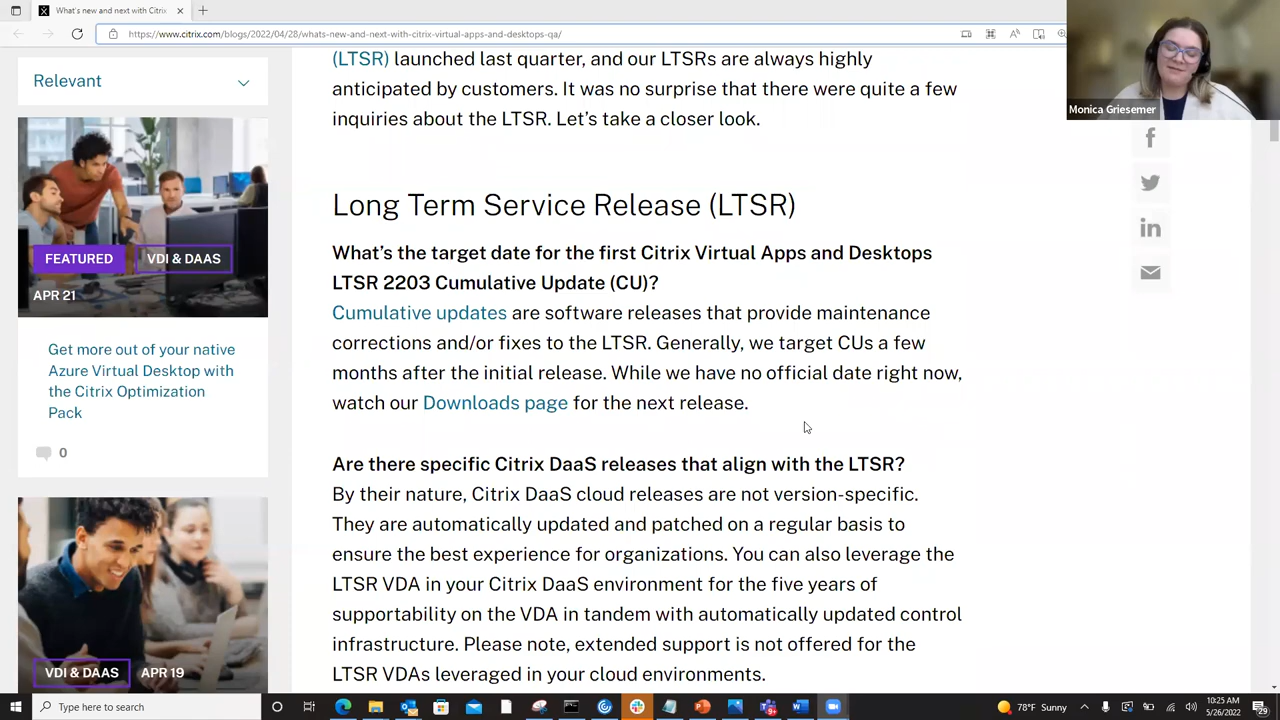 What's new and next with Citrix
https://www.citrix.com/blogs/2022/04/28/whats-new-and-next-with-citrix-virtual-apps-and-desktops-qa/
Monica Griesemer
Relevant
FEATURED
VDI & DAAS
APR 21
Get more out of your native
Azure Virtual Desktop with
the Citrix Optimization
Pack
0
VDI & DAAS
APR 19
(LTSR) launched last quarter, and our LTSRs are always highly
anticipated by customers. It was no surprise that there were quite a few
inquiries about the LTSR. Let's take a closer look.
Long Term Service Release (LTSR)
What's the target date for the first Citrix Virtual Apps and Desktops
LTSR 2203 Cumulative Update (CU)?
Cumulative updates are software releases that provide maintenance
corrections and/or fixes to the LTSR. Generally, we target CUs a few
months after the initial release. While we have no official date right now,
watch our Downloads page for the next release.
Are there specific Citrix DaaS releases that align with the LTSR?
By their nature, Citrix DaaS cloud releases are not version-specific.
They are automatically updated and patched on a regular basis to
ensure the best experience for organizations. You can also leverage the
LTSR VDA in your Citrix DaaS environment for the five years of
supportability on the VDA in tandem with automatically updated control
infrastructure. Please note, extended support is not offered for the
LTSR VDAs leveraged in your cloud environments.
Type here to search
78°F Sunny
10:25 AM
5/26/2022
29